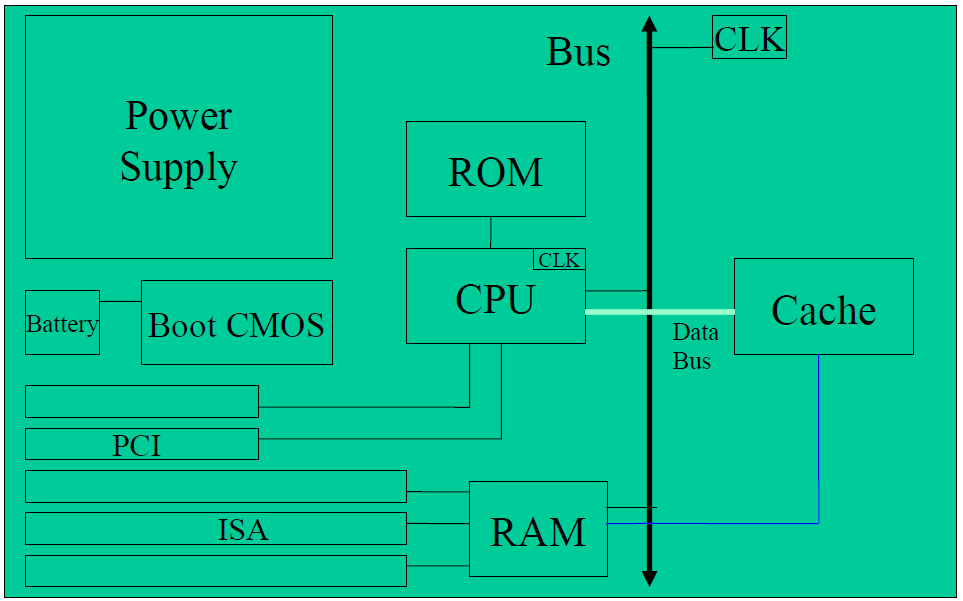 Power
Supply
Bus
CLK
ROM
CLK
CPU
Battery
Boot CMOS
Cache
Data
Bus
PCI
ISA
RAM